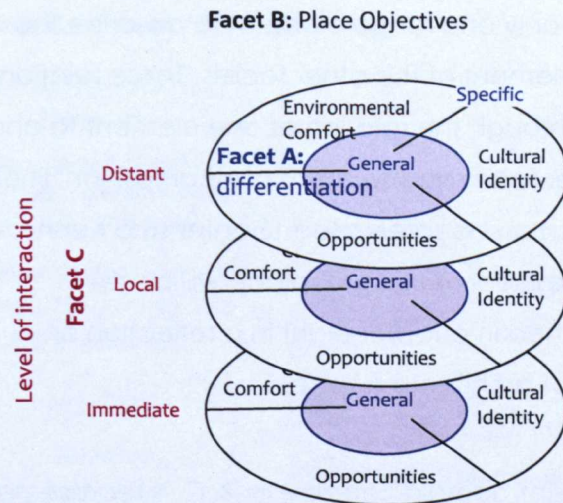 Facet B: Place Objectives
Specific
Environmental
Comfort
Facet A:
differentiation
General
Cultural
Identity
Distant
Opportunities
Comfort
General
Cultural
Identity
Local
Opportunities
Comfort
General
Cultural
Identity
Immediate
Opportunities
Level of interaction
Facet C